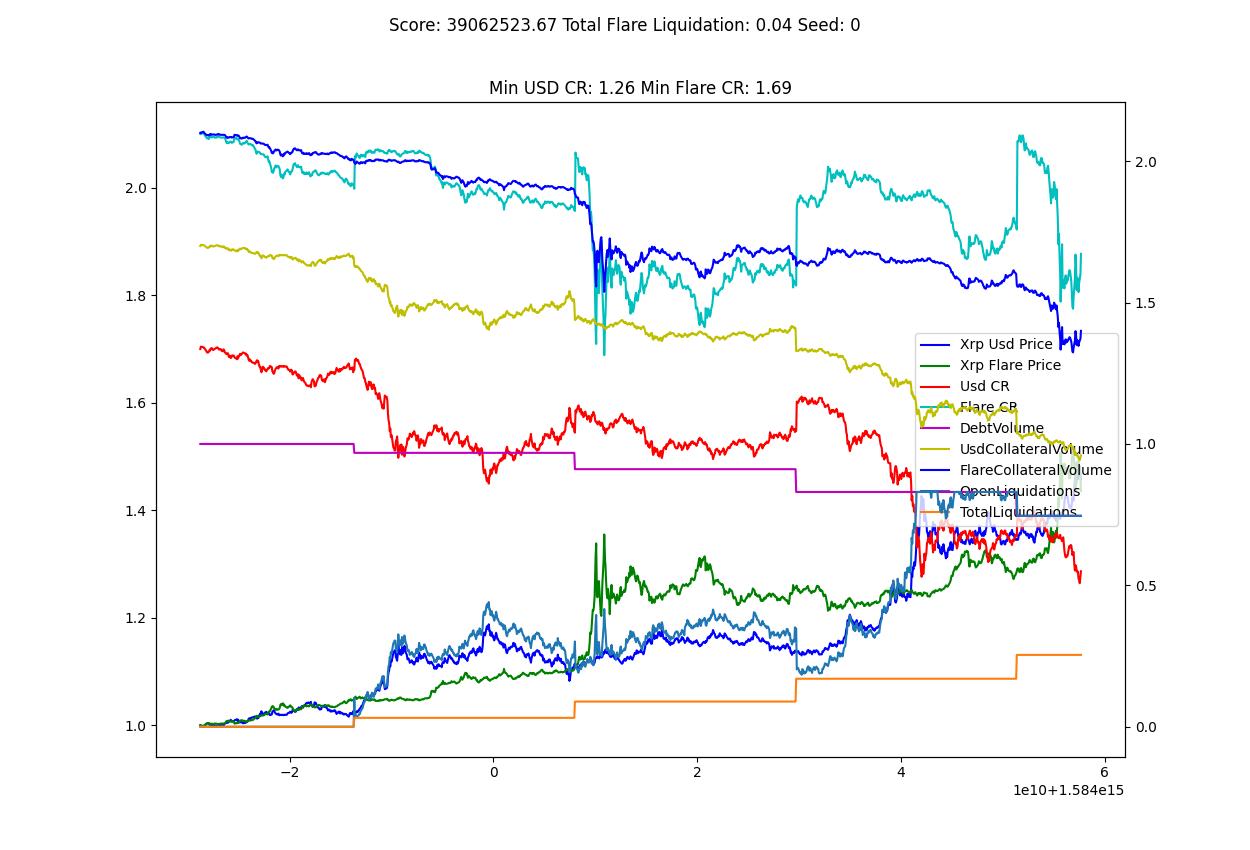 Score: 39062523.67 Total Flare Liquidation: 0.04 Seed: 0
Min USD CR: 1.26 Min Flare CR: 1.69
2.0
1.8
1.6
1.4
1.2
1.0
2.0
1.5
1.0
0.5
0.0
Xrp Usd Price
Xrp Flare Price
Usd CR
Flare CR
DebtVolume
UsdCollateralVolume
FlareCollateralVolume
OpenLiquidations
TotalLiquidations
−2
0
2
4
6
1e10+1.584e15